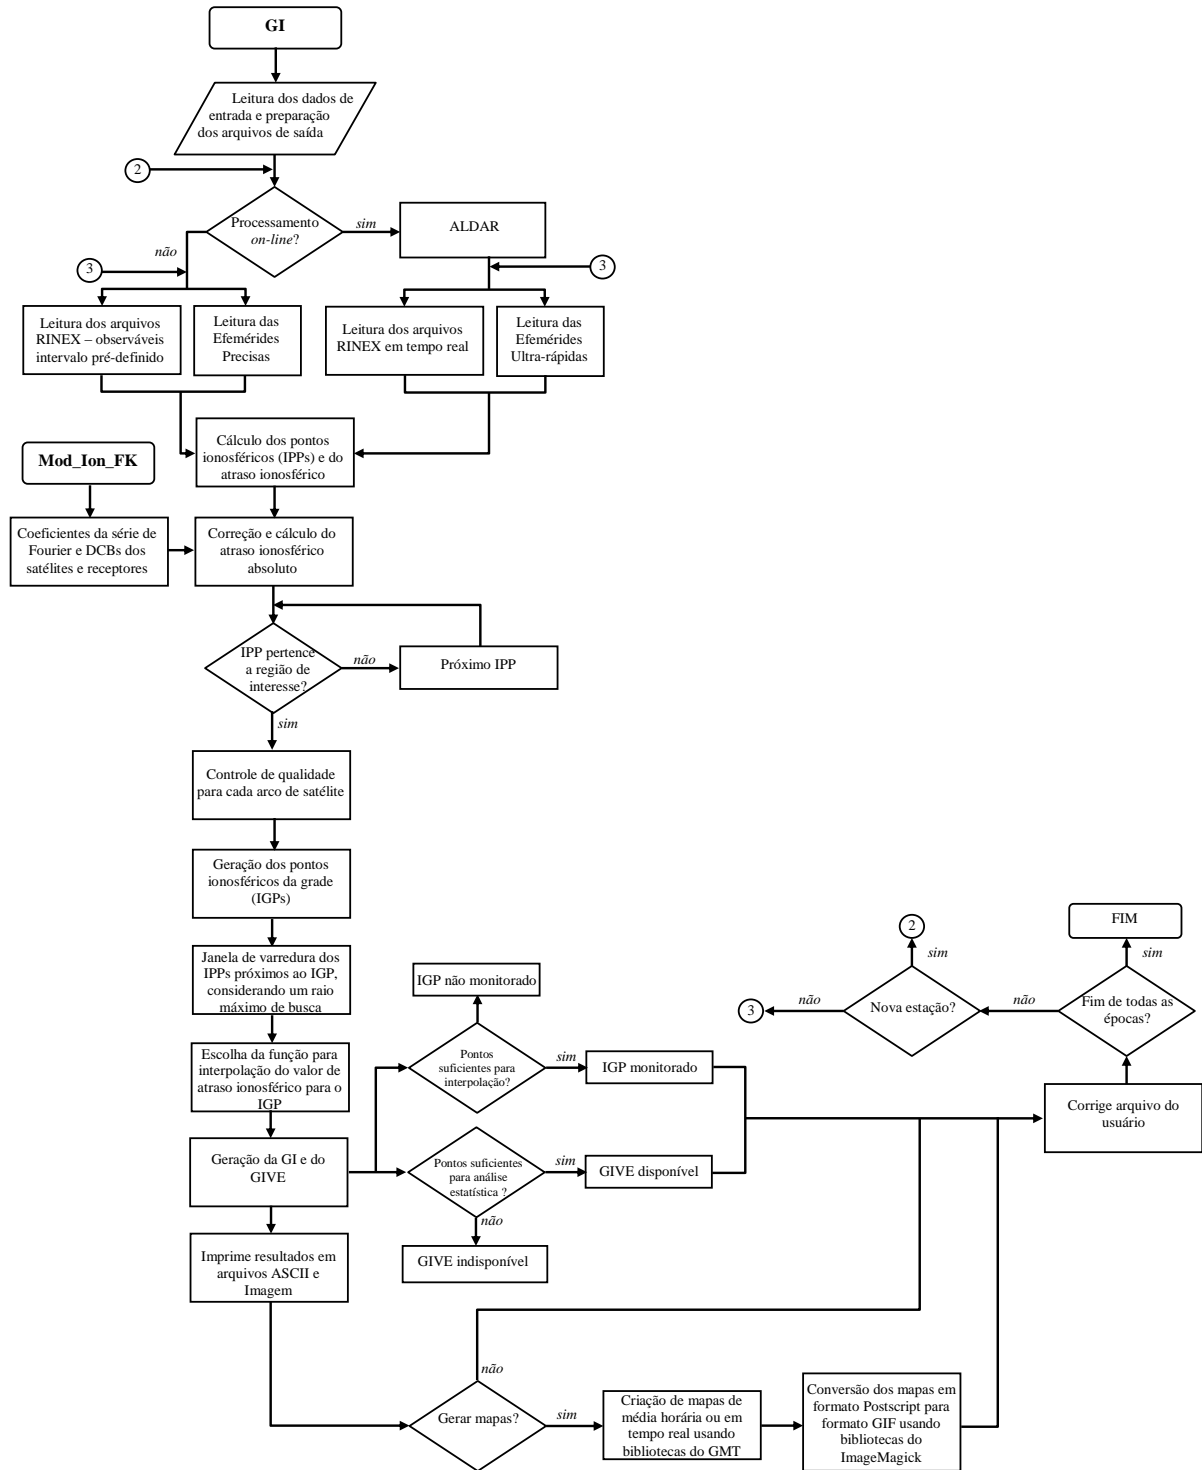 GI
Leitura dos dados de
entrada e preparação
dos arquivos de saída
2
Processamento
on-line?
sim
ALDAR
não
3
3
Leitura dos arquivos
RINEX – observáveis
intervalo pré-definido
Leitura das
Efemérides
Precisas
Leitura dos arquivos
RINEX em tempo real
Leitura das
Efemérides
Ultra-rápidas
Cálculo dos pontos
ionosféricos (IPPs) e do
atraso ionosférico
Mod_Ion_FK
Coeficientes da série de
Fourier e DCBs dos
satélites e receptores
Correção e cálculo do
atraso ionosférico
absoluto
IPP pertence
a região de
interesse?
não
Próximo IPP
sim
Controle de qualidade
para cada arco de satélite
Geração dos pontos
ionosféricos da grade
(IGPs)
Janela de varredura dos
IPPs próximos ao IGP,
considerando um raio
máximo de busca
Escolha da função para
interpolação do valor de
atraso ionosférico para o
IGP
Geração da GI e do
GIVE
Imprime resultados em
arquivos ASCII e
Imagem
IGP não monitorado
Pontos
suficientes para
interpolação?
sim
IGP monitorado
Pontos suficientes
para análise
estatística ?
sim
GIVE disponível
não
GIVE indisponível
2
sim
FIM
sim
3
não
Nova estação?
não
Fim de todas as
épocas?
Corrige arquivo do
usuário
não
Gerar mapas?
sim
Criação de mapas de
média horária ou em
tempo real usando
bibliotecas do GMT
Conversão dos mapas em
formato Postscript para
formato GIF usando
bibliotecas do
ImageMagick